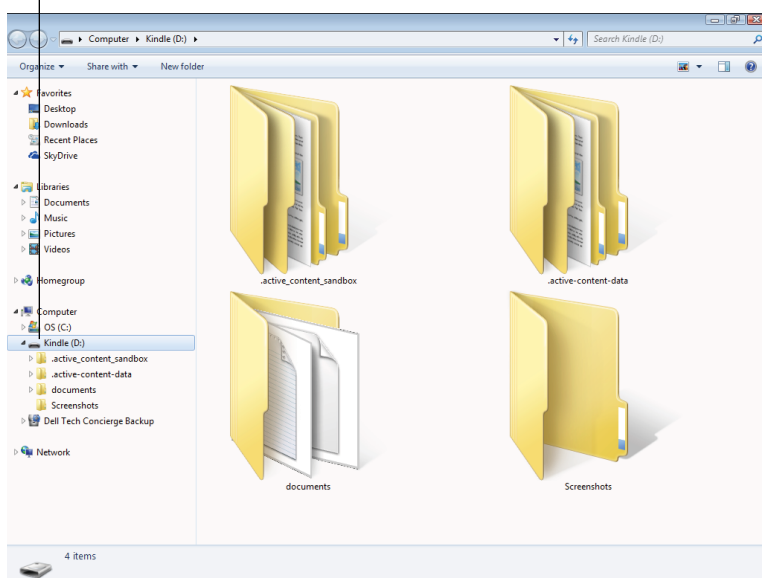 Computer ▸ Kindle (D:) ▸
Search Kindle (D:)
Organize
Share with
New folder
Favorites
Desktop
Downloads
Recent Places
SkyDrive
Libraries
Documents
Music
Pictures
Videos
Homegroup
Computer
OS (C:)
Kindle (D:)
.active_content_sandbox
.active-content-data
documents
Screenshots
Dell Tech Concierge Backup
Network
.active_content_sandbox
.active-content-data
documents
Screenshots
4 items